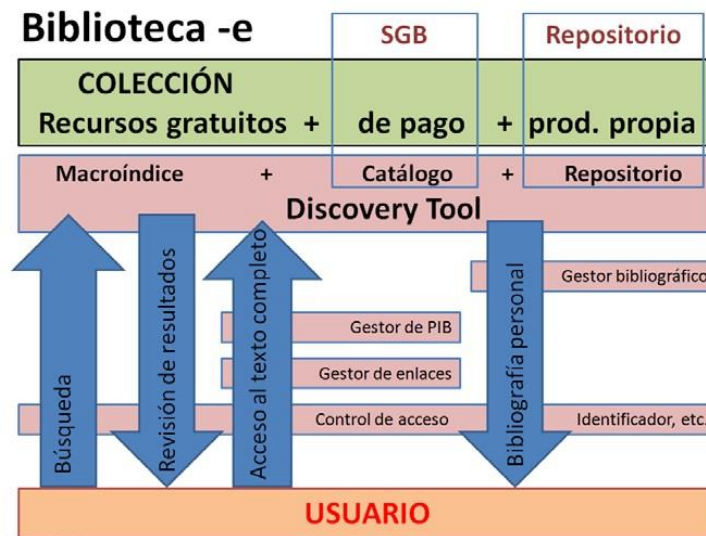 Biblioteca -e
SGB
Repositorio
COLECCIÓN
Recursos gratuitos + de pago + prod. propia
Macroíndice + Catálogo + Repositorio
Discovery Tool
Búsqueda
Revisión de resultados
Acceso al texto completo
Bibliografía personal
Gestor bibliográfico
Gestor de PIB
Gestor de enlaces
Control de acceso
Identificador, etc.
USUARIO